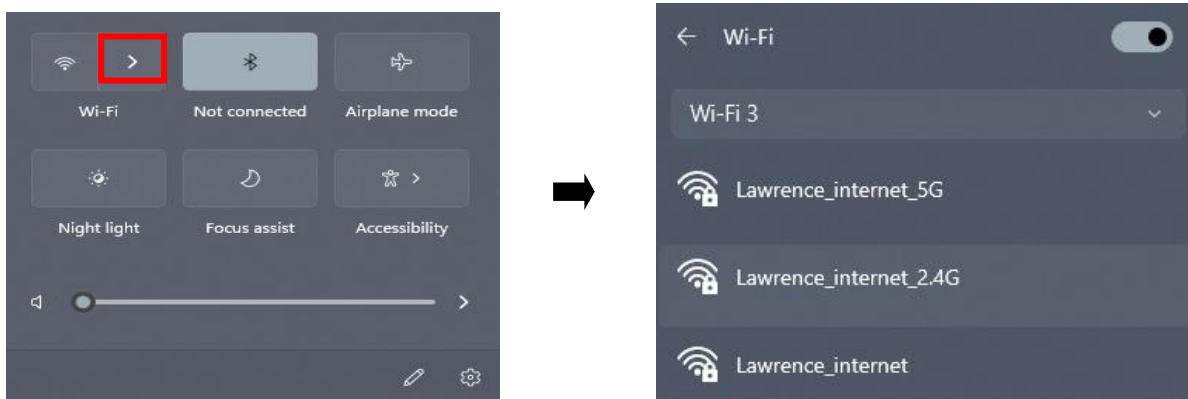 Wi-Fi
Not connected
Airplane mode
Night light
Focus assist
Accessibility
Wi-Fi
Wi-Fi 3
Lawrence_internet_5G
Lawrence_internet_2.4G
Lawrence_internet